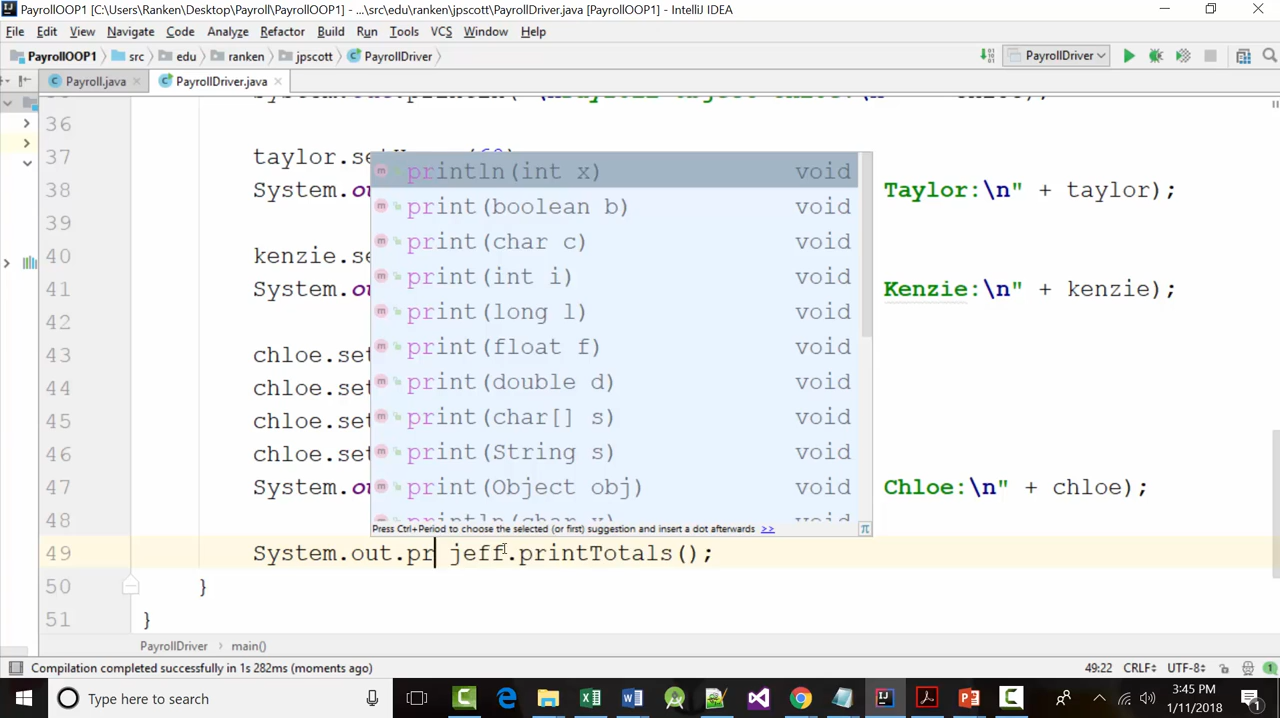 PayrollOOP1 [C:\Users\Ranken\Desktop\Payroll\PayrollOOP1] - ...\src\edu\ranken\jpscott\PayrollDriver.java [PayrollOOP1] - IntelliJ IDEA
File Edit View Navigate Code Analyze Refactor Build Run Tools VCS Window Help
PayrollOOP1 src edu ranken jpscott PayrollDriver PayrollDriver
Payroll.java PayrollDriver.java
36
37 taylor.se
38 System.ou Taylor:\n" + taylor);
39
40 kenzie.se
41 System.ou Kenzie:\n" + kenzie);
42
43 chloe.set
44 chloe.set
45 chloe.set
46 chloe.set
47 System.ou Chloe:\n" + chloe);
48
49 System.out.pr jeff.printTotals();
50 }
51 }
println(int x) void
print(boolean b) void
print(char c) void
print(int i) void
print(long l) void
print(float f) void
print(double d) void
print(char[] s) void
print(String s) void
print(Object obj) void
Press Ctrl+Period to choose the selected (or first) suggestion and insert a dot afterwards >> π
PayrollDriver › main()
Compilation completed successfully in 1s 282ms (moments ago) 49:22 CRLF UTF-8 1
Type here to search
3:45 PM
1/11/2018
1